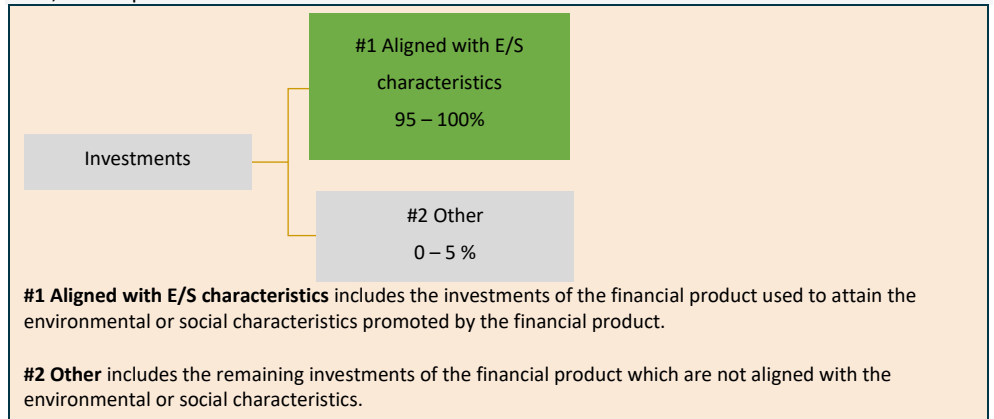 #1 Aligned with E/S
characteristics
95 – 100%
Investments
#2 Other
0 – 5 %
#1 Aligned with E/S characteristics includes the investments of the financial product used to attain the
environmental or social characteristics promoted by the financial product.
#2 Other includes the remaining investments of the financial product which are not aligned with the
environmental or social characteristics.